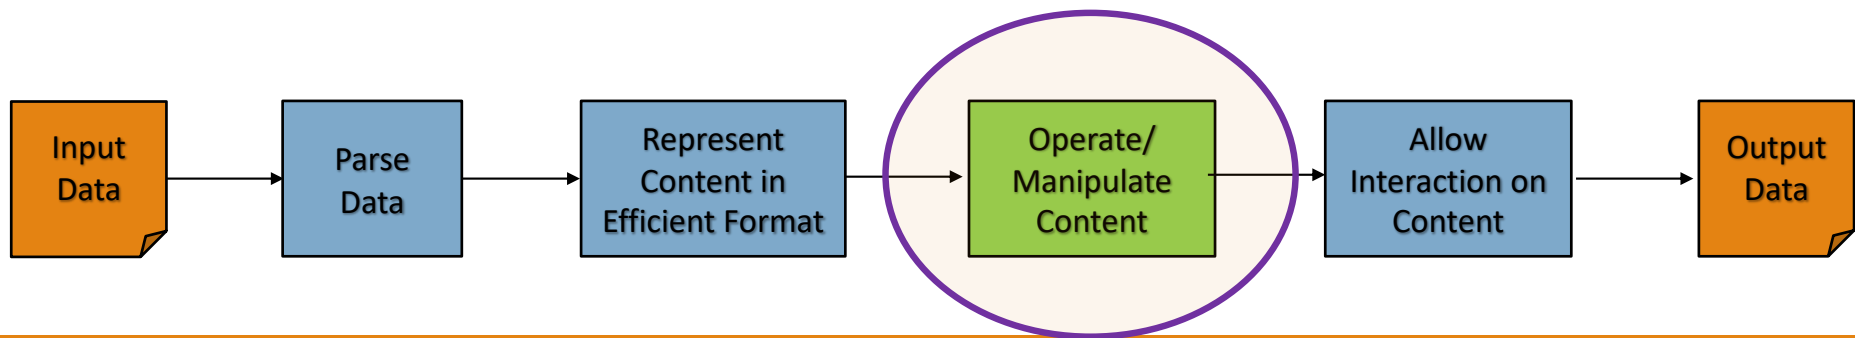 Input
Data
Parse
Data
Represent
Content in
Efficient Format
Operate/
Manipulate
Content
Allow
Interaction on
Content
Output
Data